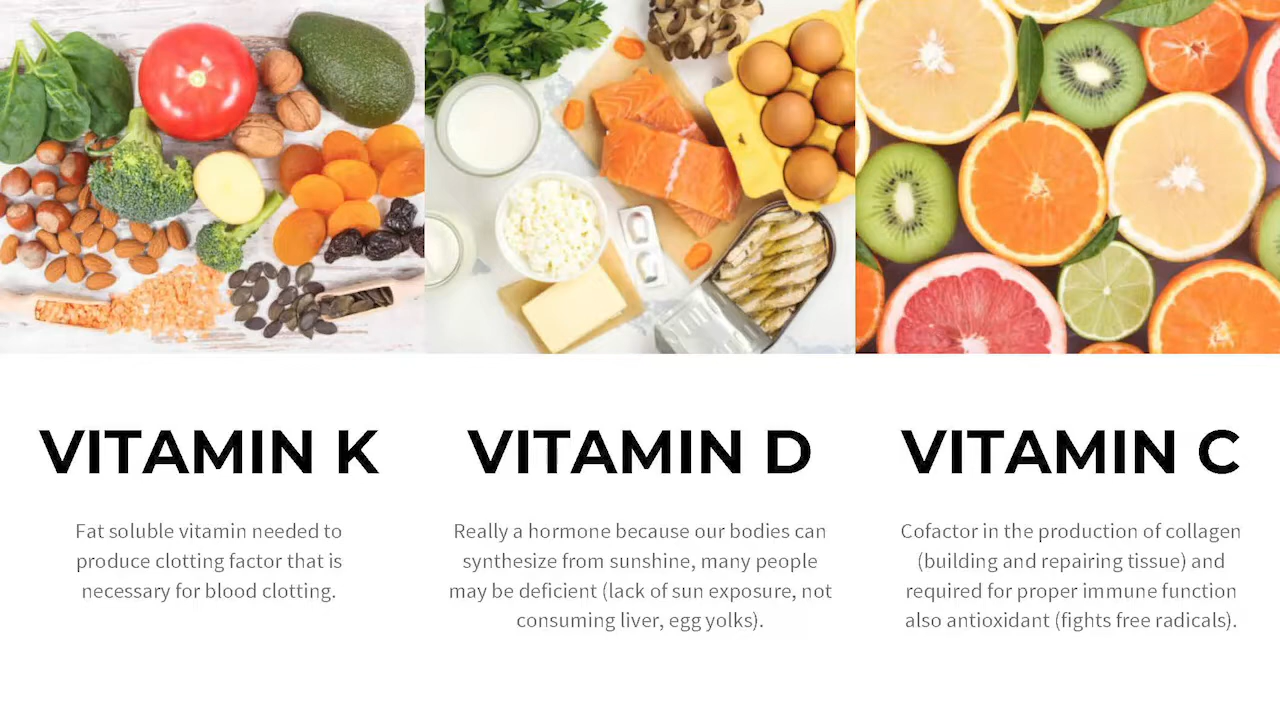 VITAMIN K
Fat soluble vitamin needed to
produce clotting factor that is
necessary for blood clotting.
VITAMIN D
Really a hormone because our bodies can
synthesize from sunshine, many people
may be deficient (lack of sun exposure, not
consuming liver, egg yolks).
VITAMIN C
Cofactor in the production of collagen
(building and repairing tissue) and
required for proper immune function
also antioxidant (fights free radicals).